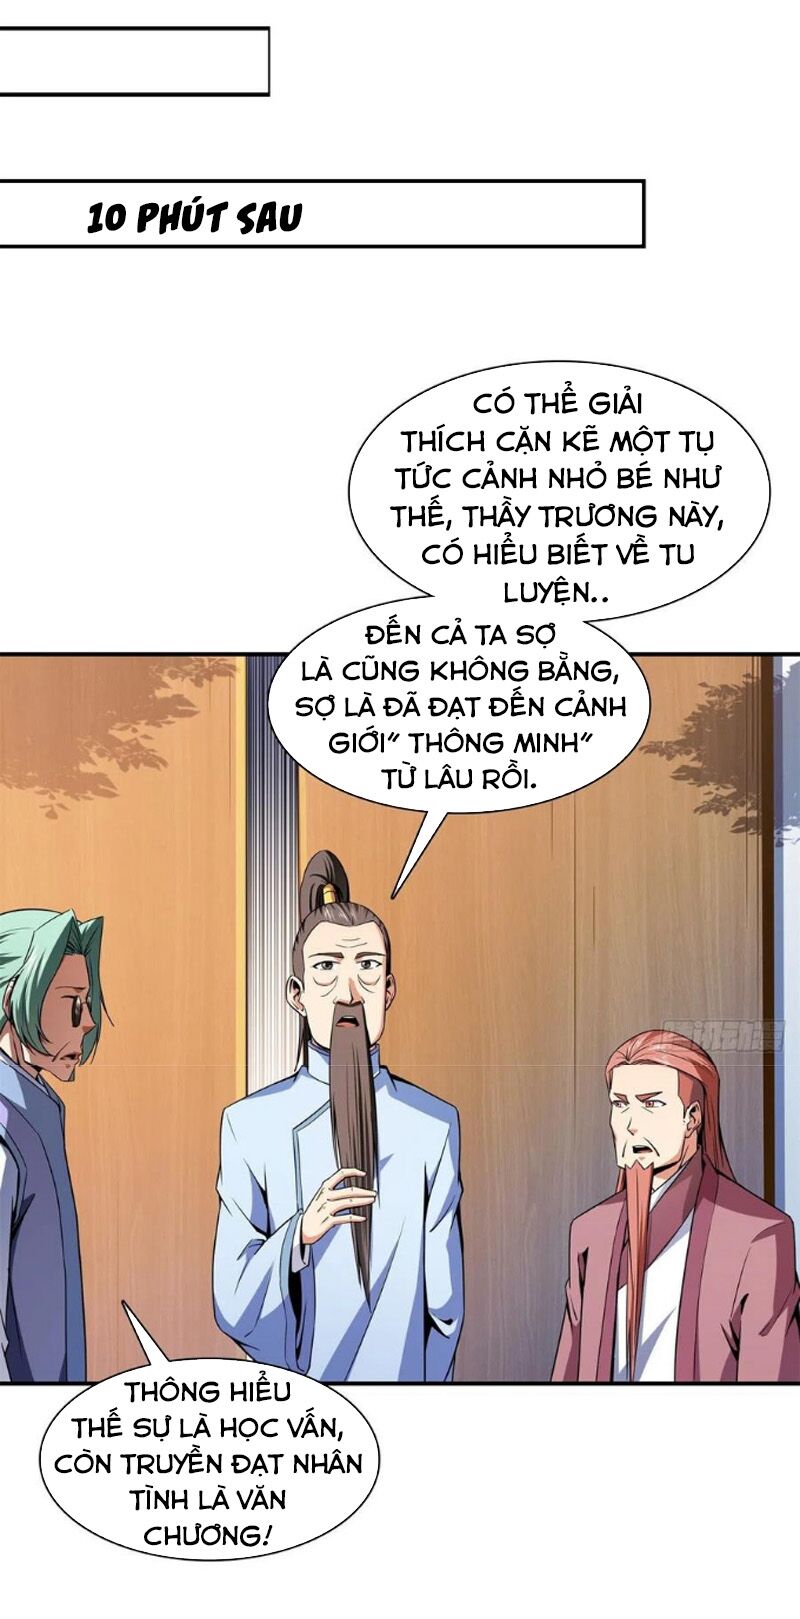 10 PHÚT SAU
CÓ THỂ GIẢI
THÍCH CẶN KẼ MỘT TỤ
TỨC CẢNH NHỎ BÉ NHƯ
THẾ, THẦY TRƯƠNG NÀY,
CÓ HIỂU BIẾT VỀ TU
LUYỆN..
ĐẾN CẢ TA SỢ
LÀ CŨNG KHÔNG BẰNG,
SỢ LÀ ĐÃ ĐẠT ĐẾN CẢNH
GIỚI" THÔNG MINH"
TỪ LÂU RỒI.
THÔNG HIỂU
THẾ SỰ LÀ HỌC VẤN,
CÒN TRUYỀN ĐẠT NHÂN
TÌNH LÀ VĂN
CHƯƠNG!